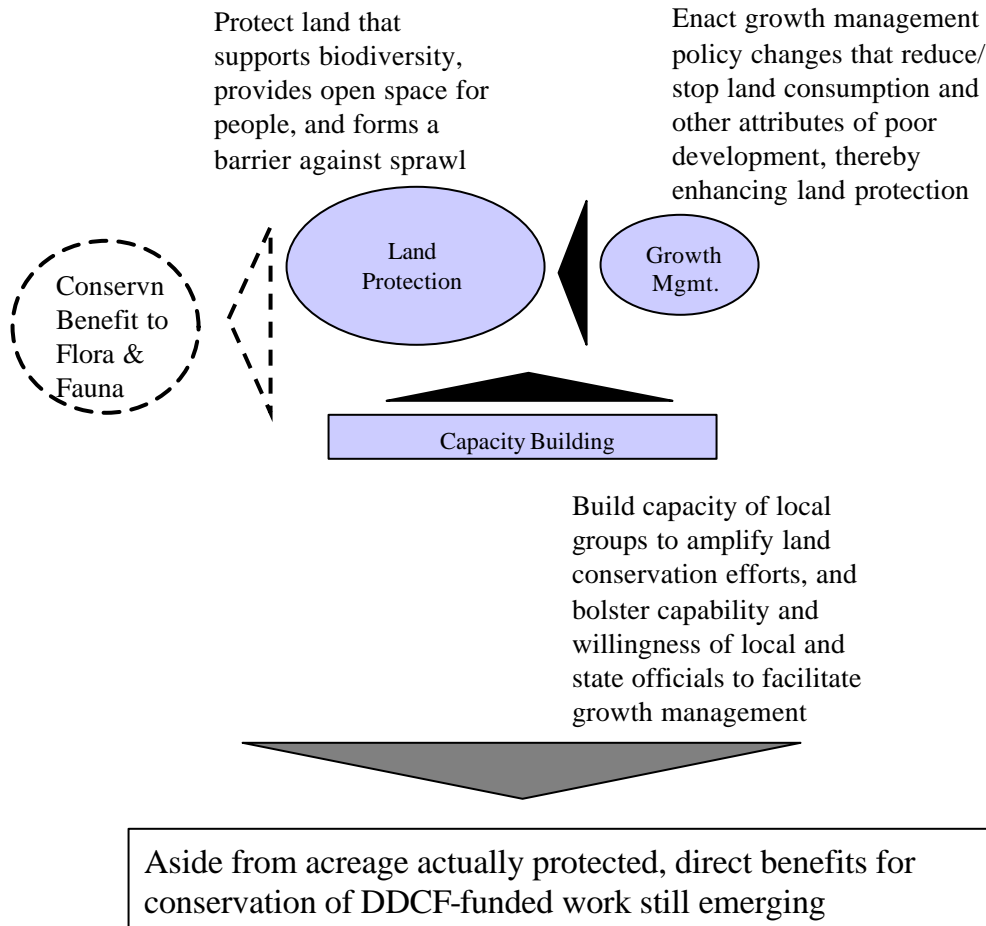 Protect land that
supports biodiversity,
provides open space for
people, and forms a
barrier against sprawl
Enact growth management
policy changes that reduce/
stop land consumption and
other attributes of poor
development, thereby
enhancing land protection
Land
Protection
Growth
Mgmt.
Conservn
Benefit to
Flora &
Fauna
Capacity Building
Build capacity of local
groups to amplify land
conservation efforts, and
bolster capability and
willingness of local and
state officials to facilitate
growth management
Aside from acreage actually protected, direct benefits for
conservation of DDCF-funded work still emerging